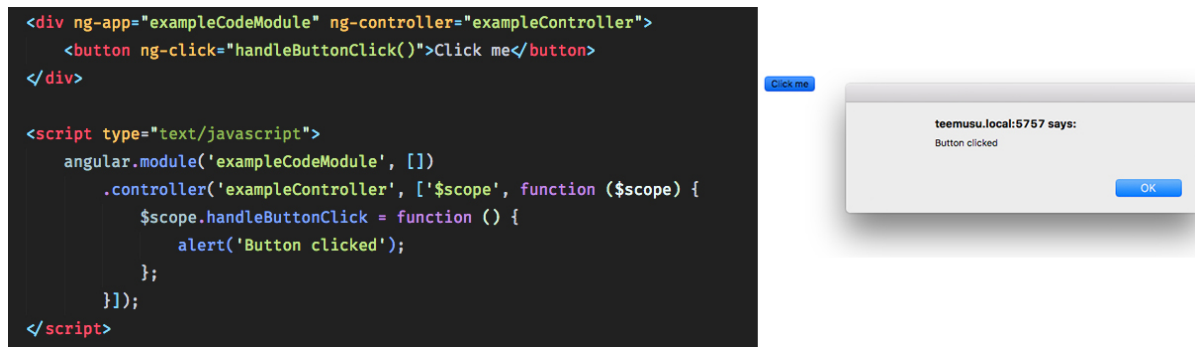 <div ng-app="exampleCodeModule" ng-controller="exampleController">
    <button ng-click="handleButtonClick()">Click me</button>
</div>

<script type="text/javascript">
    angular.module('exampleCodeModule', [])
        .controller('exampleController', ['$scope', function ($scope) {
            $scope.handleButtonClick = function () {
                alert('Button clicked');
            };
        }]);
</script>
Click me
teemusu.local:5757 says:
Button clicked
OK